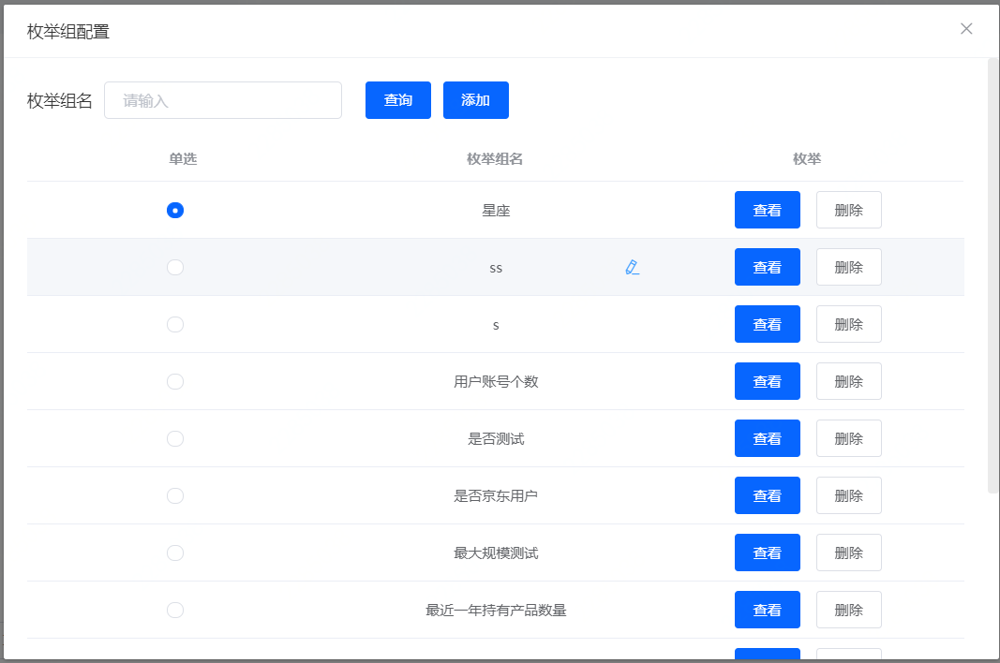 枚举组配置
枚举组名 请输入 查询 添加
单选 枚举组名 枚举
星座 查看 删除
ss 查看 删除
s 查看 删除
用户账号个数 查看 删除
是否测试 查看 删除
是否京东用户 查看 删除
最大规模测试 查看 删除
最近一年持有产品数量 查看 删除